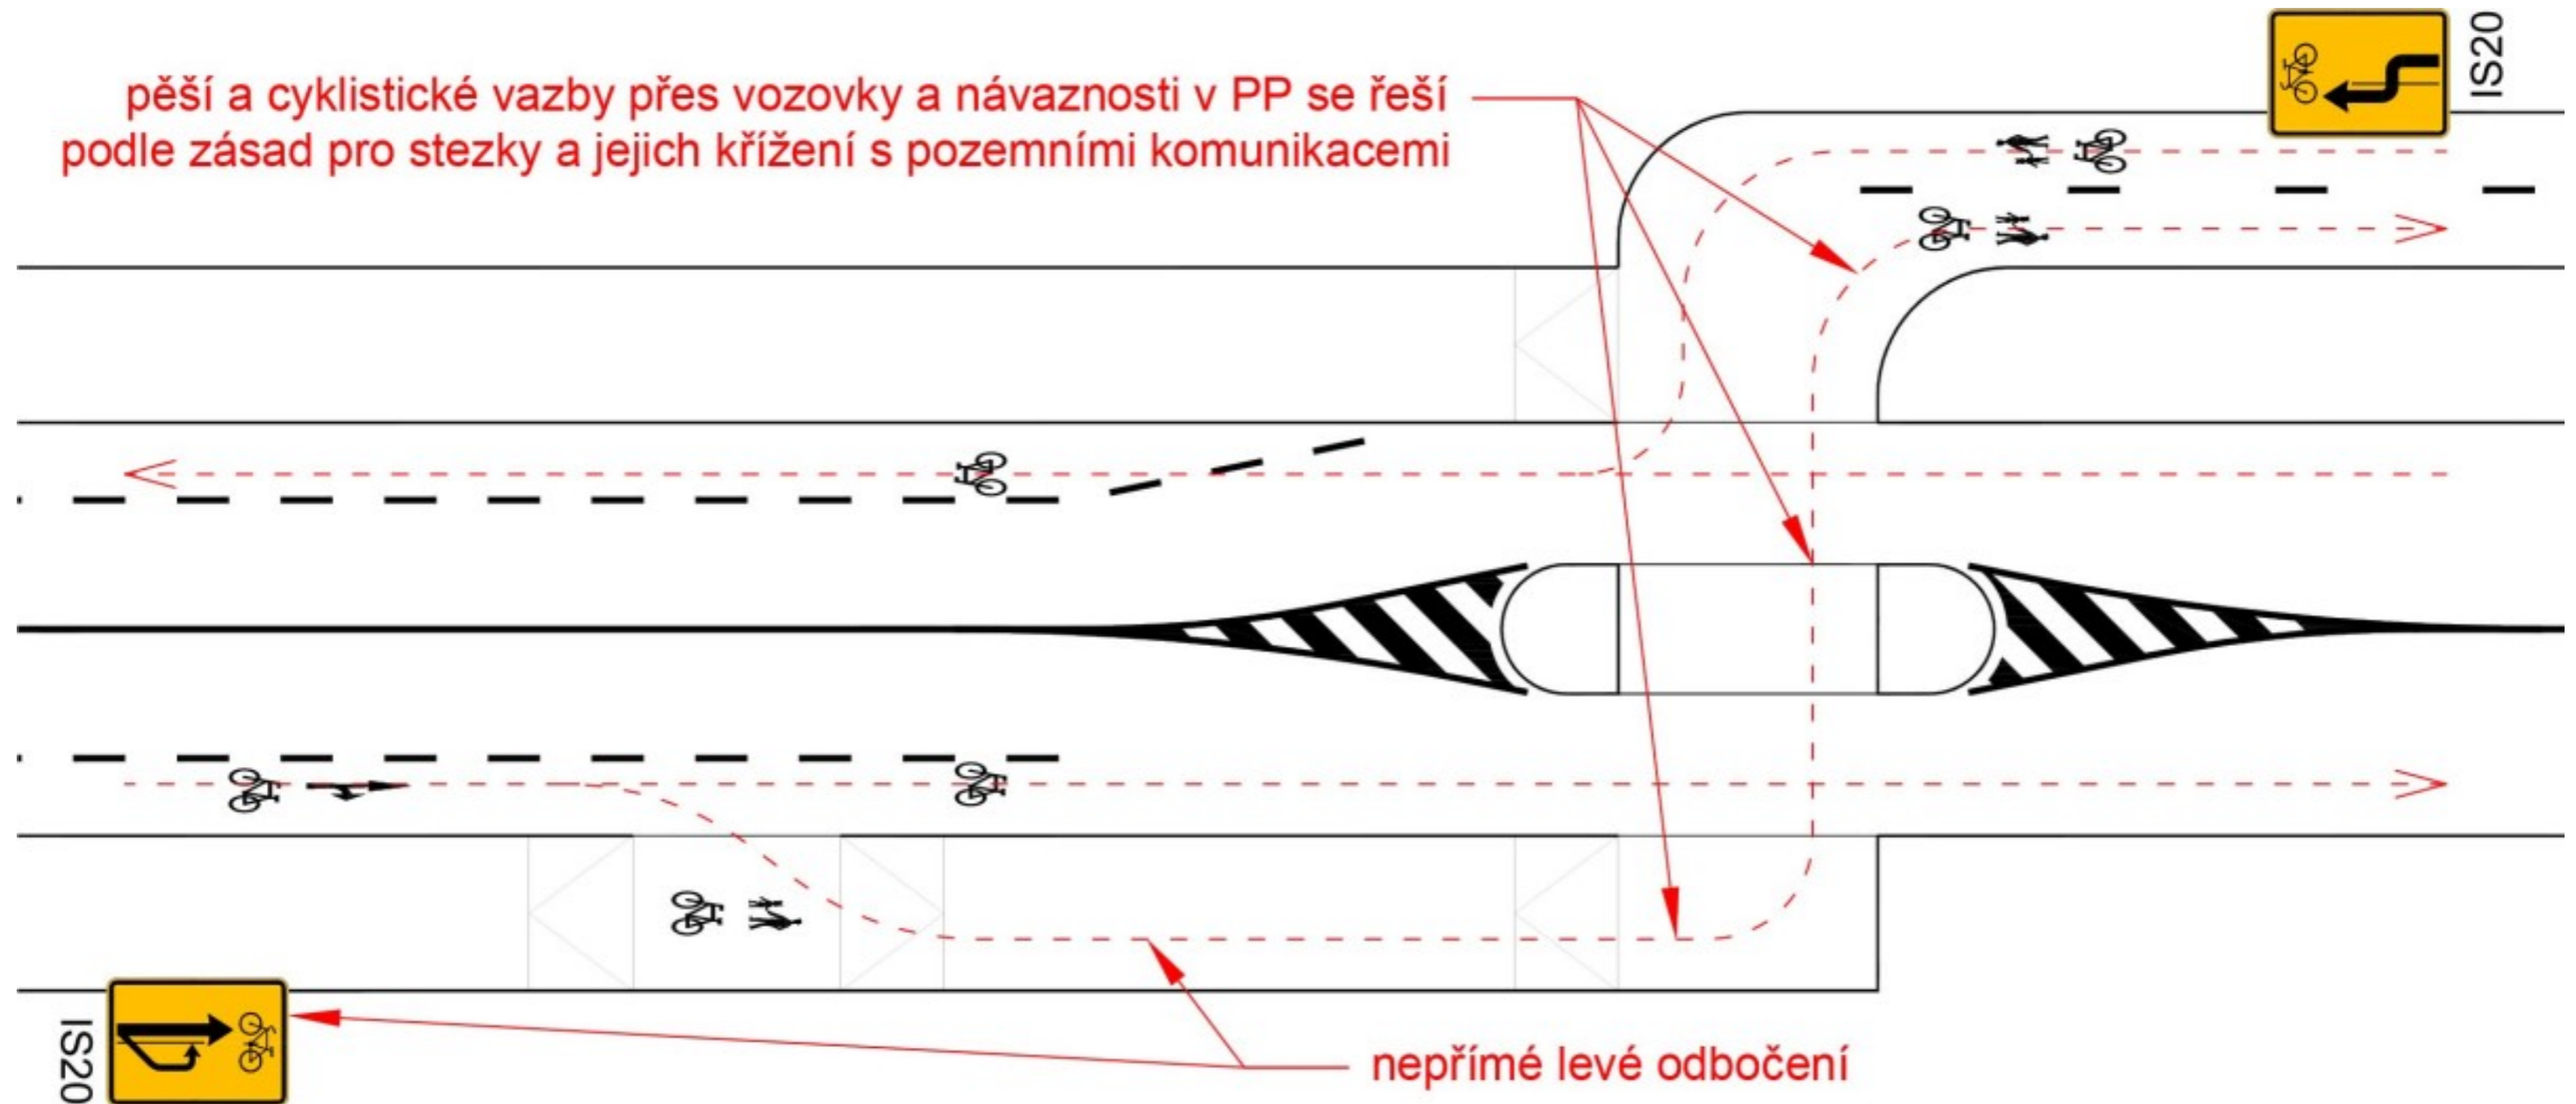 pěší a cyklistické vazby přes vozovky a návaznosti v PP se řeší
podle zásad pro stezky a jejich křížení s pozemními komunikacemi
IS20
IS20
nepřímé levé odbočení